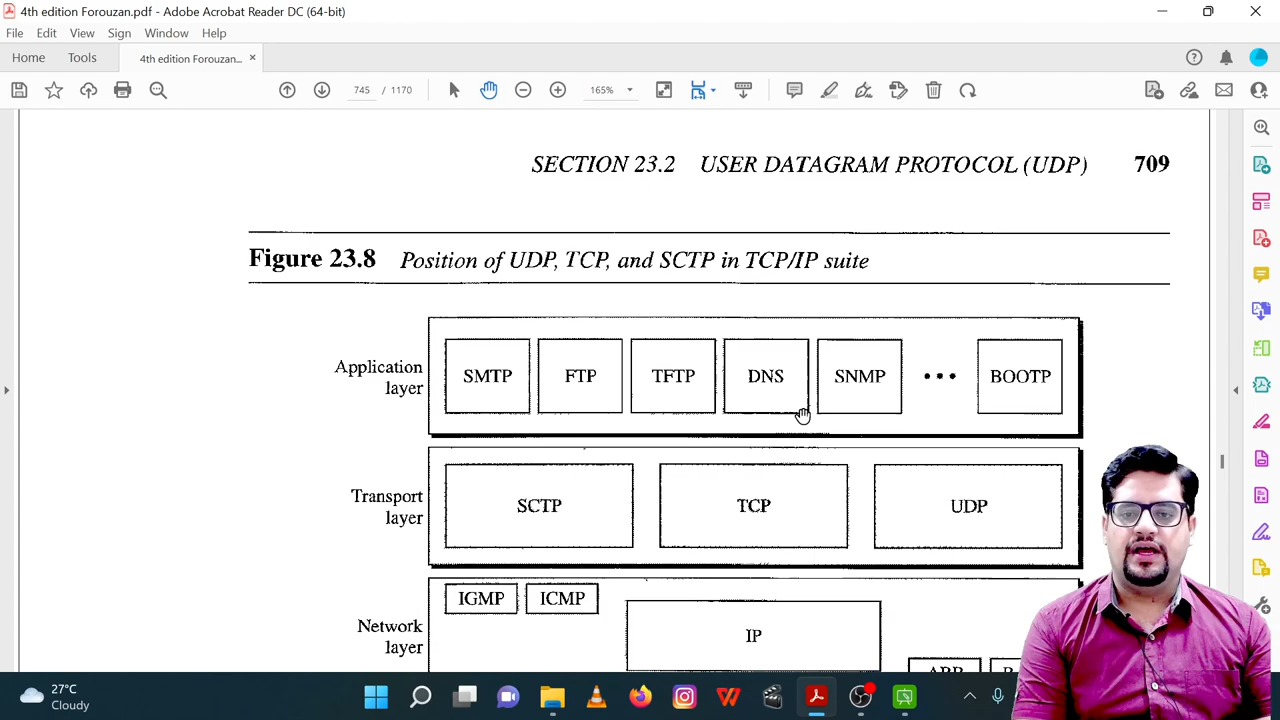 4th edition Forouzan.pdf - Adobe Acrobat Reader DC (64-bit)
File Edit View Sign Window Help
Home Tools 4th edition Forouzan... ×
745 / 1170 165%
SECTION 23.2 USER DATAGRAM PROTOCOL (UDP) 709
Figure 23.8 Position of UDP, TCP, and SCTP in TCP/IP suite
Application
layer
SMTP FTP TFTP DNS SNMP ••• BOOTP
Transport
layer
SCTP TCP UDP
IGMP ICMP
Network
layer
IP
27°C
Cloudy